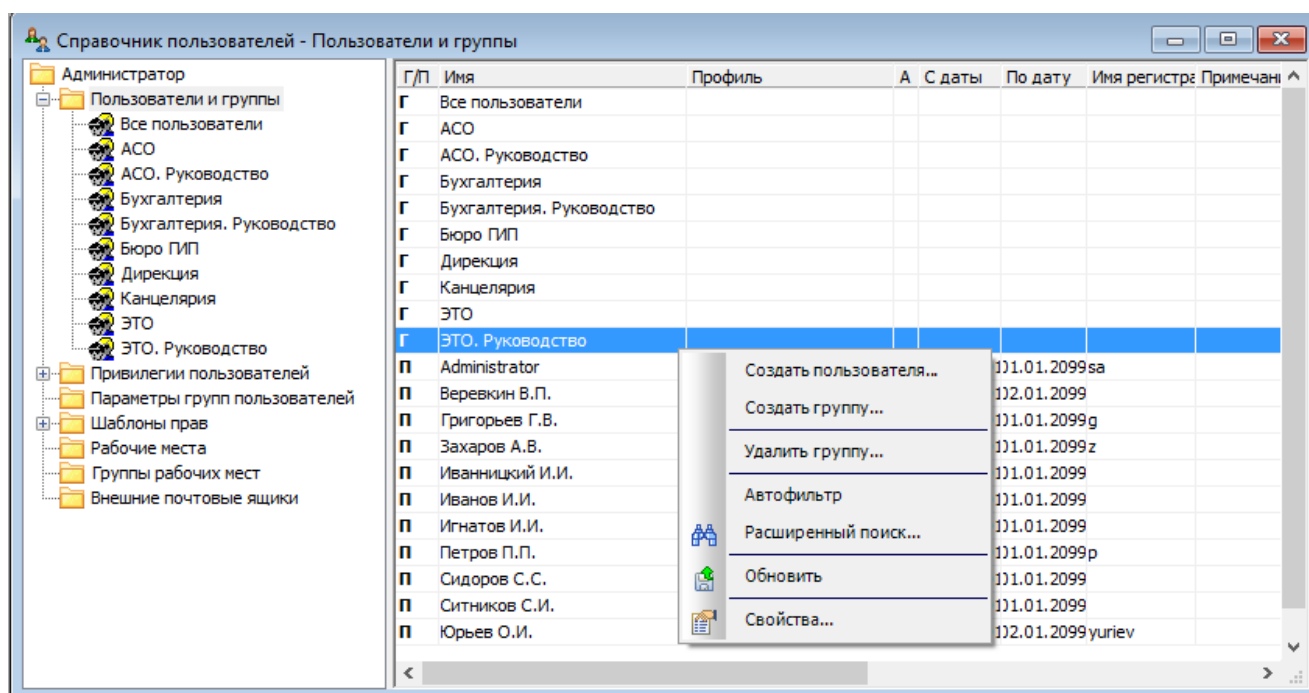 Справочник пользователей - Пользователи и группы
Администратор
Пользователи и группы
Все пользователи
АСО
АСО. Руководство
Бухгалтерия
Бухгалтерия. Руководство
Бюро ГИП
Дирекция
Канцелярия
ЭТО
ЭТО. Руководство
Привилегии пользователей
Параметры групп пользователей
Шаблоны прав
Рабочие места
Группы рабочих мест
Внешние почтовые ящики
Г/П Имя Профиль А С даты По дату Имя регистра Примечани
Г Все пользователи
Г АСО
Г АСО. Руководство
Г Бухгалтерия
Г Бухгалтерия. Руководство
Г Бюро ГИП
Г Дирекция
Г Канцелярия
Г ЭТО
Г ЭТО. Руководство
П Administrator 01.01.2099 sa
П Веревкин В.П. 02.01.2099
П Григорьев Г.В. 01.01.2099 g
П Захаров А.В. 01.01.2099 z
П Иванницкий И.И. 01.01.2099
П Иванов И.И. 01.01.2099
П Игнатов И.И. 01.01.2099
П Петров П.П. 01.01.2099 p
П Сидоров С.С. 01.01.2099
П Ситников С.И. 01.01.2099
П Юрьев О.И. 02.01.2099 yuriev
Создать пользователя...
Создать группу...
Удалить группу...
Автофильтр
Расширенный поиск...
Обновить
Свойства...